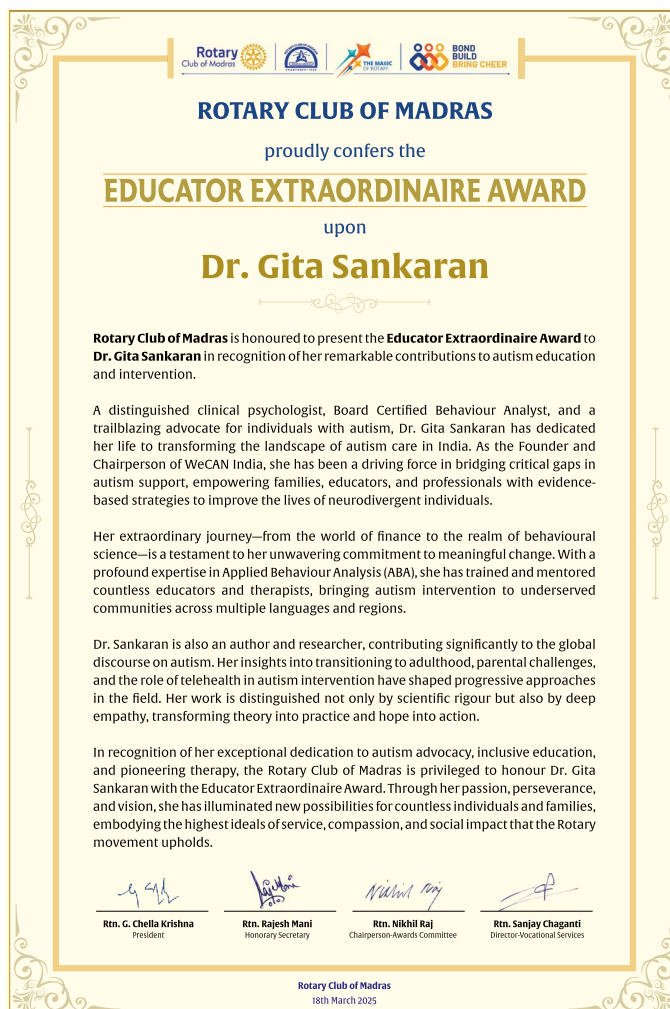 Rotary
Club of Madras
THE MAGIC
OF ROTARY
BOND
BUILD
BRING CHEER
ROTARY CLUB OF MADRAS
proudly confers the
EDUCATOR EXTRAORDINAIRE AWARD
upon
Dr. Gita Sankaran
Rotary Club of Madras is honoured to present the Educator Extraordinaire Award to
Dr. Gita Sankaran in recognition of her remarkable contributions to autism education
and intervention.
A distinguished clinical psychologist, Board Certified Behaviour Analyst, and a
trailblazing advocate for individuals with autism, Dr. Gita Sankaran has dedicated
her life to transforming the landscape of autism care in India. As the Founder and
Chairperson of WeCAN India, she has been a driving force in bridging critical gaps in
autism support, empowering families, educators, and professionals with evidence-
based strategies to improve the lives of neurodivergent individuals.
Her extraordinary journey—from the world of finance to the realm of behavioural
science—is a testament to her unwavering commitment to meaningful change. With a
profound expertise in Applied Behaviour Analysis (ABA), she has trained and mentored
countless educators and therapists, bringing autism intervention to underserved
communities across multiple languages and regions.
Dr. Sankaran is also an author and researcher, contributing significantly to the global
discourse on autism. Her insights into transitioning to adulthood, parental challenges,
and the role of telehealth in autism intervention have shaped progressive approaches
in the field. Her work is distinguished not only by scientific rigour but also by deep
empathy, transforming theory into practice and hope into action.
In recognition of her exceptional dedication to autism advocacy, inclusive education,
and pioneering therapy, the Rotary Club of Madras is privileged to honour Dr. Gita
Sankaran with the Educator Extraordinaire Award. Through her passion, perseverance,
and vision, she has illuminated new possibilities for countless individuals and families,
embodying the highest ideals of service, compassion, and social impact that the Rotary
movement upholds.
Nikhil Raj
Rtn. G. Chella Krishna
President
Rtn. Rajesh Mani
Honorary Secretary
Rtn. Nikhil Raj
Chairperson-Awards Committee
Rtn. Sanjay Chaganti
Director-Vocational Services
Rotary Club of Madras
18th March 2025